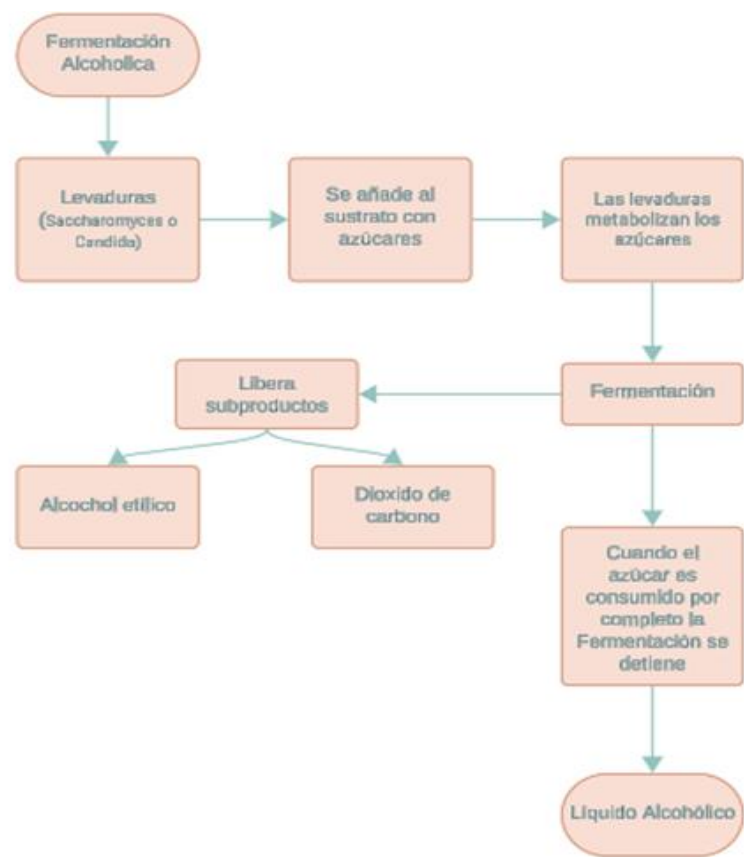 Fermentación
Alcoholica
Levaduras
(Saccharomyces o
Candida)
Se añade al
sustrato con
azúcares
Las levaduras
metabolizan los
azúcares
Fermentación
Libera
subproductos
Alcochol etílico
Dioxido de
carbono
Cuando el
azúcar es
consumido por
completo la
Fermentación se
detiene
Líquido Alcohólico